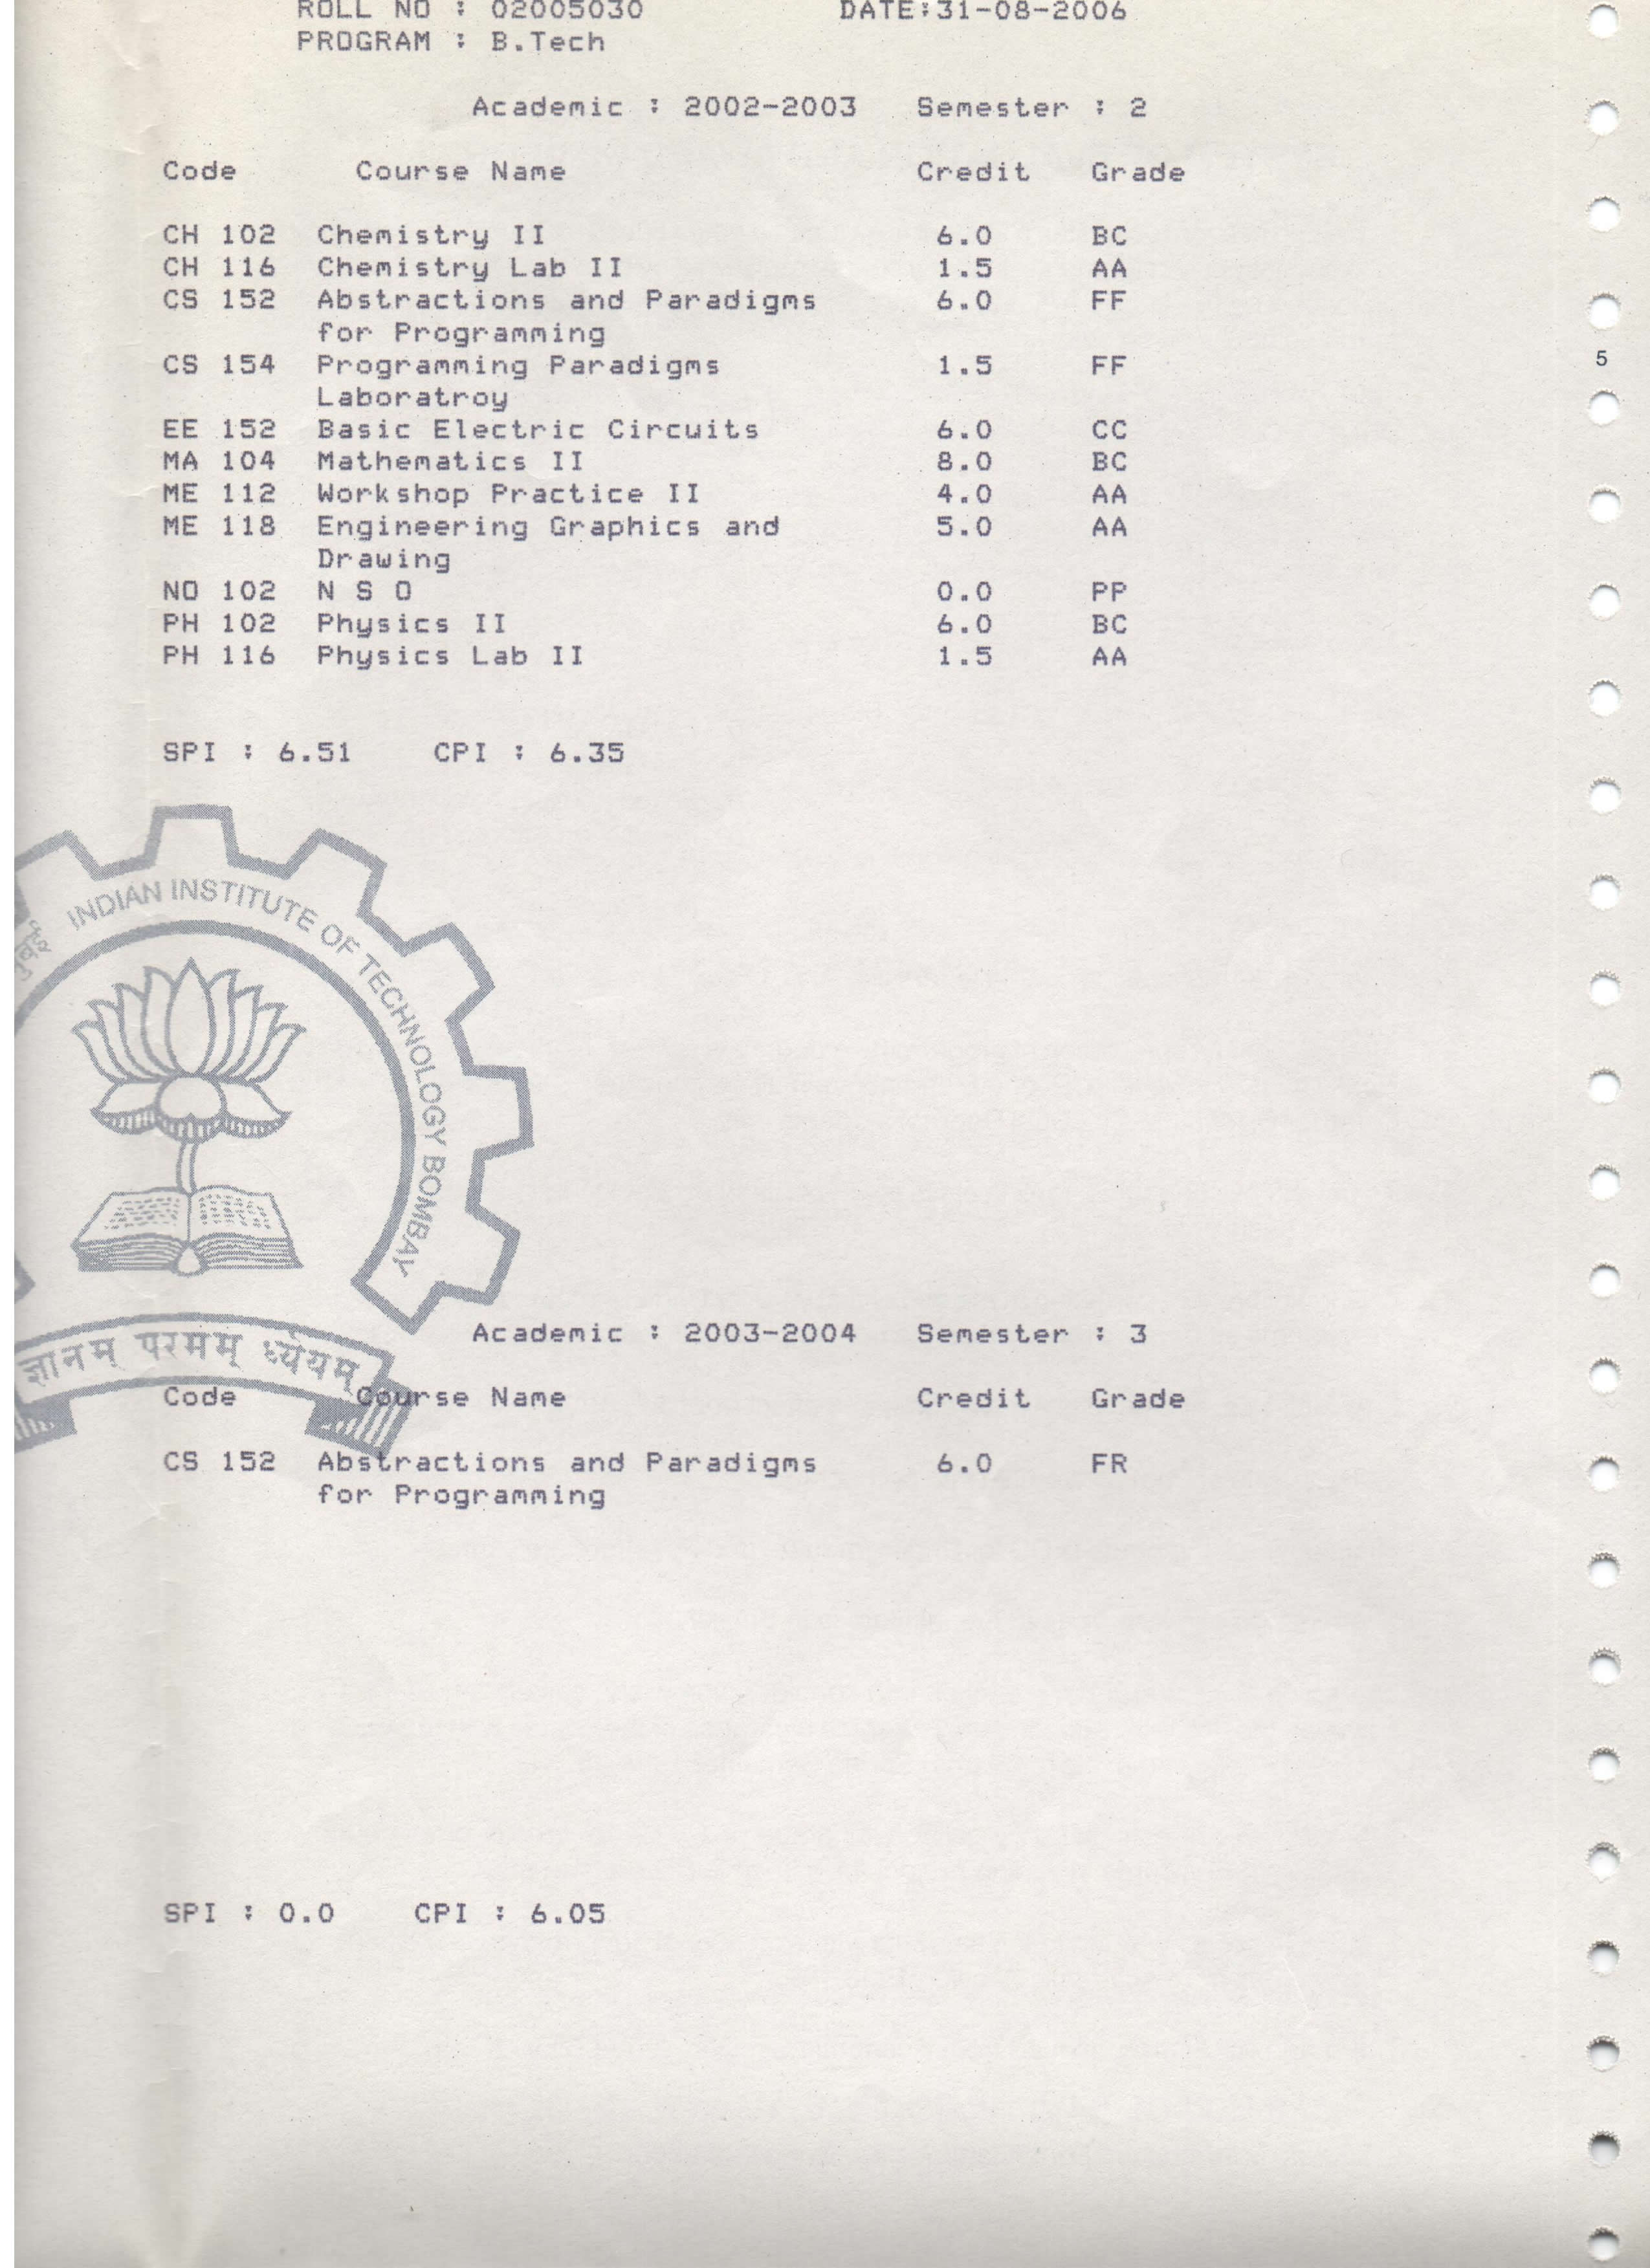 ROLL NO : 02005030 DATE:31-08-2006
PROGRAM : B.Tech
Academic : 2002-2003 Semester : 2
Code Course Name Credit Grade
CH 102 Chemistry II 6.0 BC
CH 116 Chemistry Lab II 1.5 AA
CS 152 Abstractions and Paradigms 6.0 FF
for Programming
5
CS 154 Programming Paradigms 1.5 FF
Laboratroy
EE 152 Basic Electric Circuits 6.0 CC
MA 104 Mathematics II 8.0 BC
ME 112 Workshop Practice II 4.0 AA
ME 118 Engineering Graphics and 5.0 AA
Drawing
NO 102 N S O 0.0 PP
PH 102 Physics II 6.0 BC
PH 116 Physics Lab II 1.5 AA
SPI : 6.51 CPI : 6.35
INDIAN INSTITUTE OF TECHNOLOGY BOMBAY
ज्ञानम् परमम् ध्येयम्
Academic : 2003-2004 Semester : 3
Code Course Name Credit Grade
CS 152 Abstractions and Paradigms 6.0 FR
for Programming
SPI : 0.0 CPI : 6.05